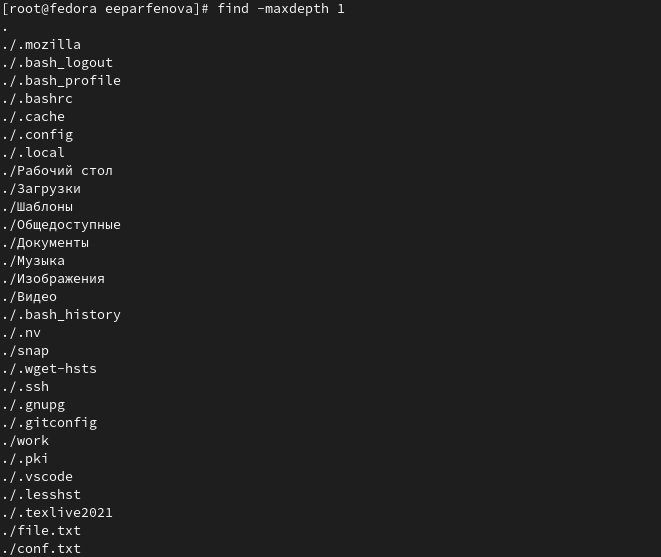 [root@fedora eeparfenova]# find -maxdepth 1
.
./.mozilla
./.bash_logout
./.bash_profile
./.bashrc
./.cache
./.config
./.local
./Рабочий стол
./Загрузки
./Шаблоны
./Общедоступные
./Документы
./Музыка
./Изображения
./Видео
./.bash_history
./.nv
./snap
./.wget-hsts
./.ssh
./.gnupg
./.gitconfig
./work
./.pki
./.vscode
./.lesshst
./.texlive2021
./file.txt
./conf.txt